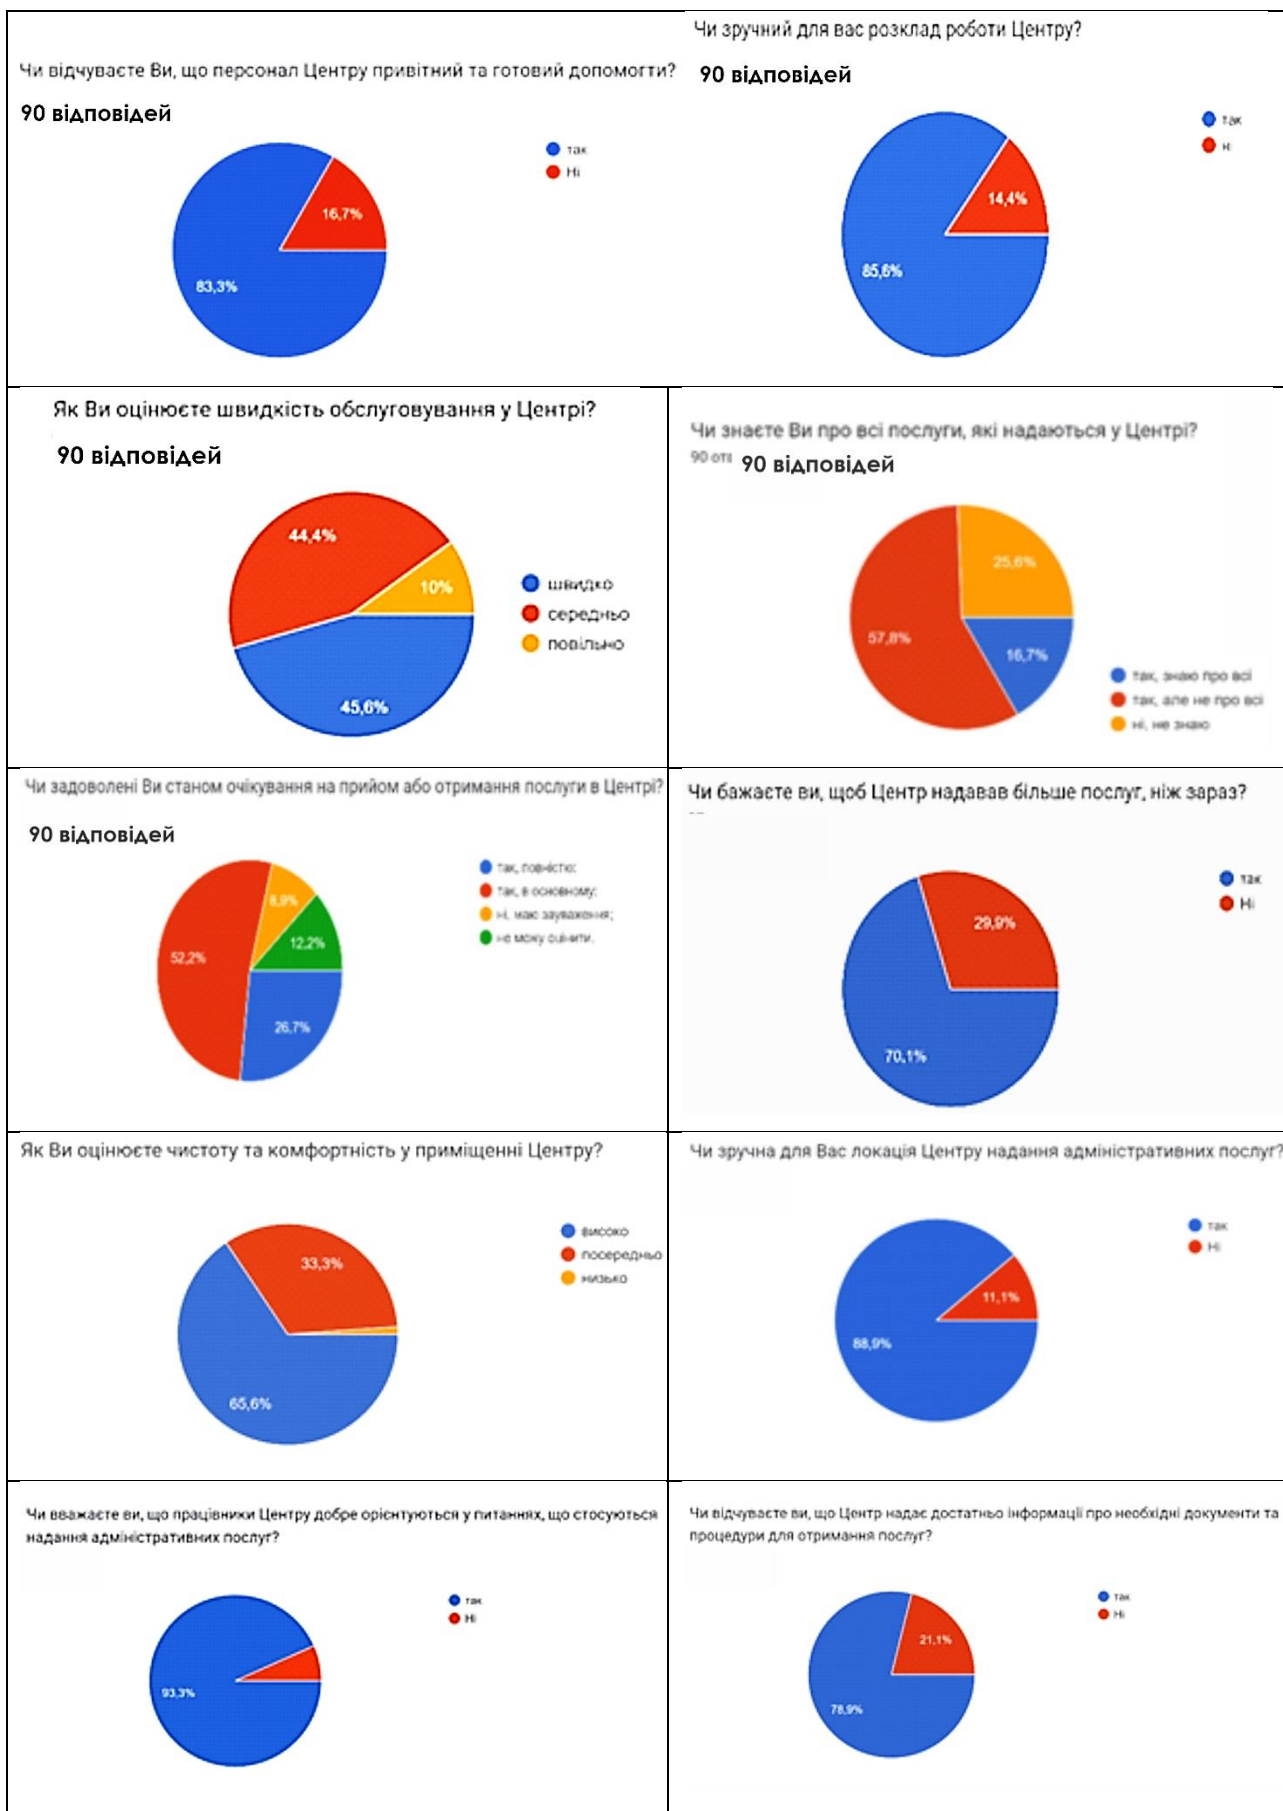 Чи відчуваєте Ви, що персонал Центру привітний та готовий допомогти?
90 відповідей
так
Ні
16,7%
83,3%
Чи зручний для вас розклад роботи Центру?
90 відповідей
так
ні
14,4%
85,6%
Як Ви оцінюєте швидкість обслуговування у Центрі?
90 відповідей
44,4%
10%
45,6%
швидко
середньо
повільно
Чи знаєте Ви про всі послуги, які надаються у Центрі?
90 відповідей
25,6%
57,8%
16,7%
так, знаю про всі
так, але не про всі
ні, не знаю
Чи задоволені Ви станом очікування на прийом або отримання послуги в Центрі?
90 відповідей
так, повністю;
так, в основному;
ні, маю зауваження;
не можу оцінити.
8,9%
12,2%
52,2%
26,7%
Чи бажаєте ви, щоб Центр надавав більше послуг, ніж зараз?
так
Ні
29,9%
70,1%
Як Ви оцінюєте чистоту та комфортність у приміщенні Центру?
високо
посередньо
низько
33,3%
65,6%
Чи зручна для Вас локація Центру надання адміністративних послуг?
так
Ні
11,1%
88,9%
Чи вважаєте ви, що працівники Центру добре орієнтуються у питаннях, що стосуються
надання адміністративних послуг?
так
Ні
93,3%
Чи відчуваєте ви, що Центр надає достатньо інформації про необхідні документи та
процедури для отримання послуг?
так
Ні
21,1%
78,9%